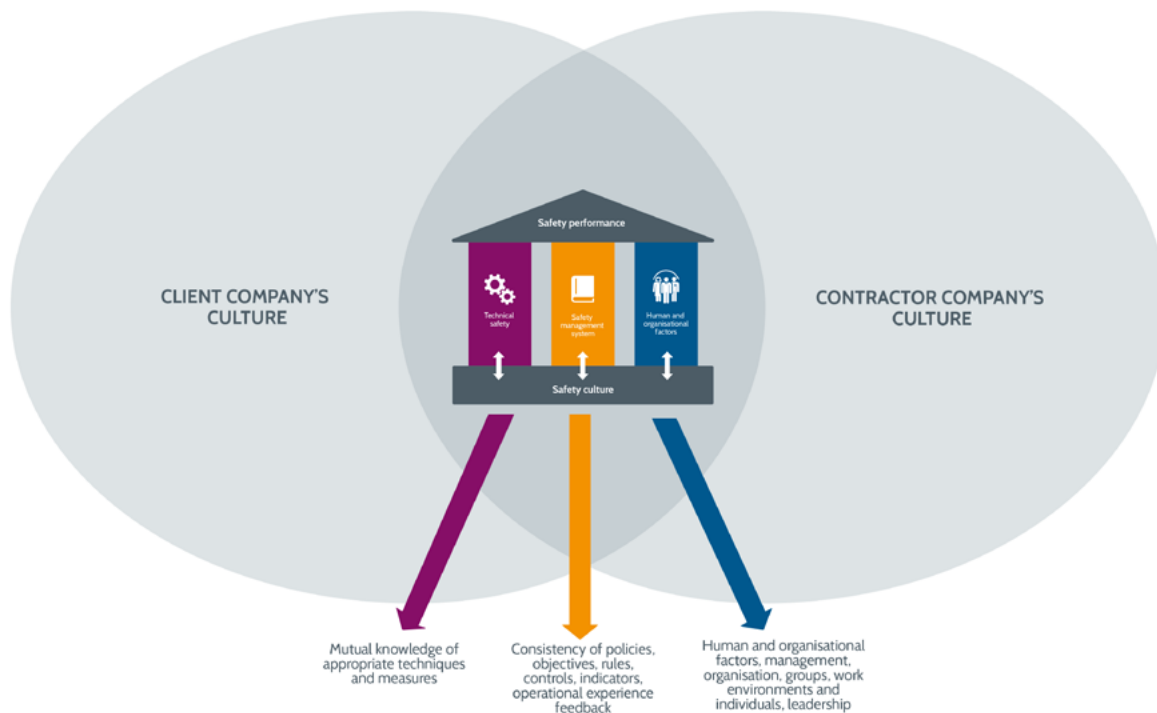 Safety performance
CLIENT COMPANY'S
CULTURE
CONTRACTOR COMPANY'S
CULTURE
Technical
safety
Safety
management
system
Human and
organisational
factors
Safety culture
Mutual knowledge of
appropriate techniques
and measures
Consistency of policies,
objectives, rules,
controls, indicators,
operational experience
feedback
Human and organisational
factors, management,
organisation, groups, work
environments and
individuals, leadership